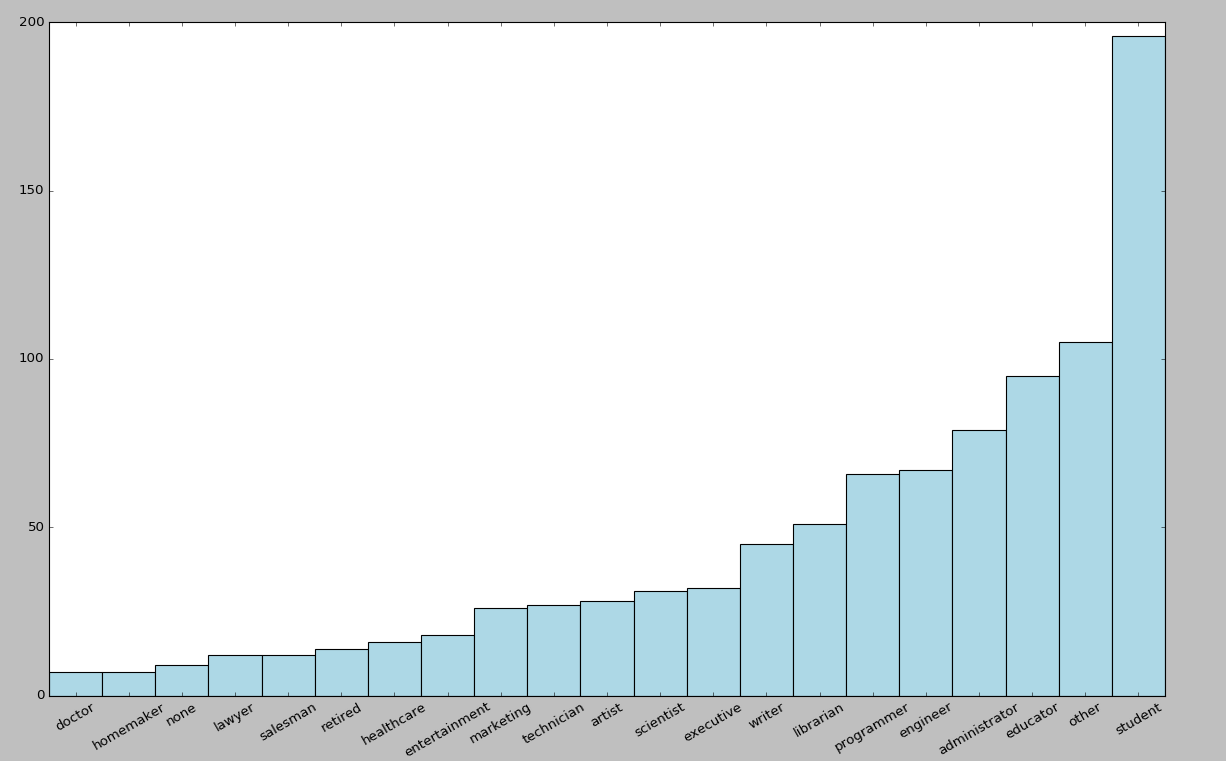 200
150
100
50
0
doctor
homemaker
none
lawyer
salesman
retired
healthcare
entertainment
marketing
technician
artist
scientist
executive
writer
librarian
programmer
engineer
administrator
educator
other
student